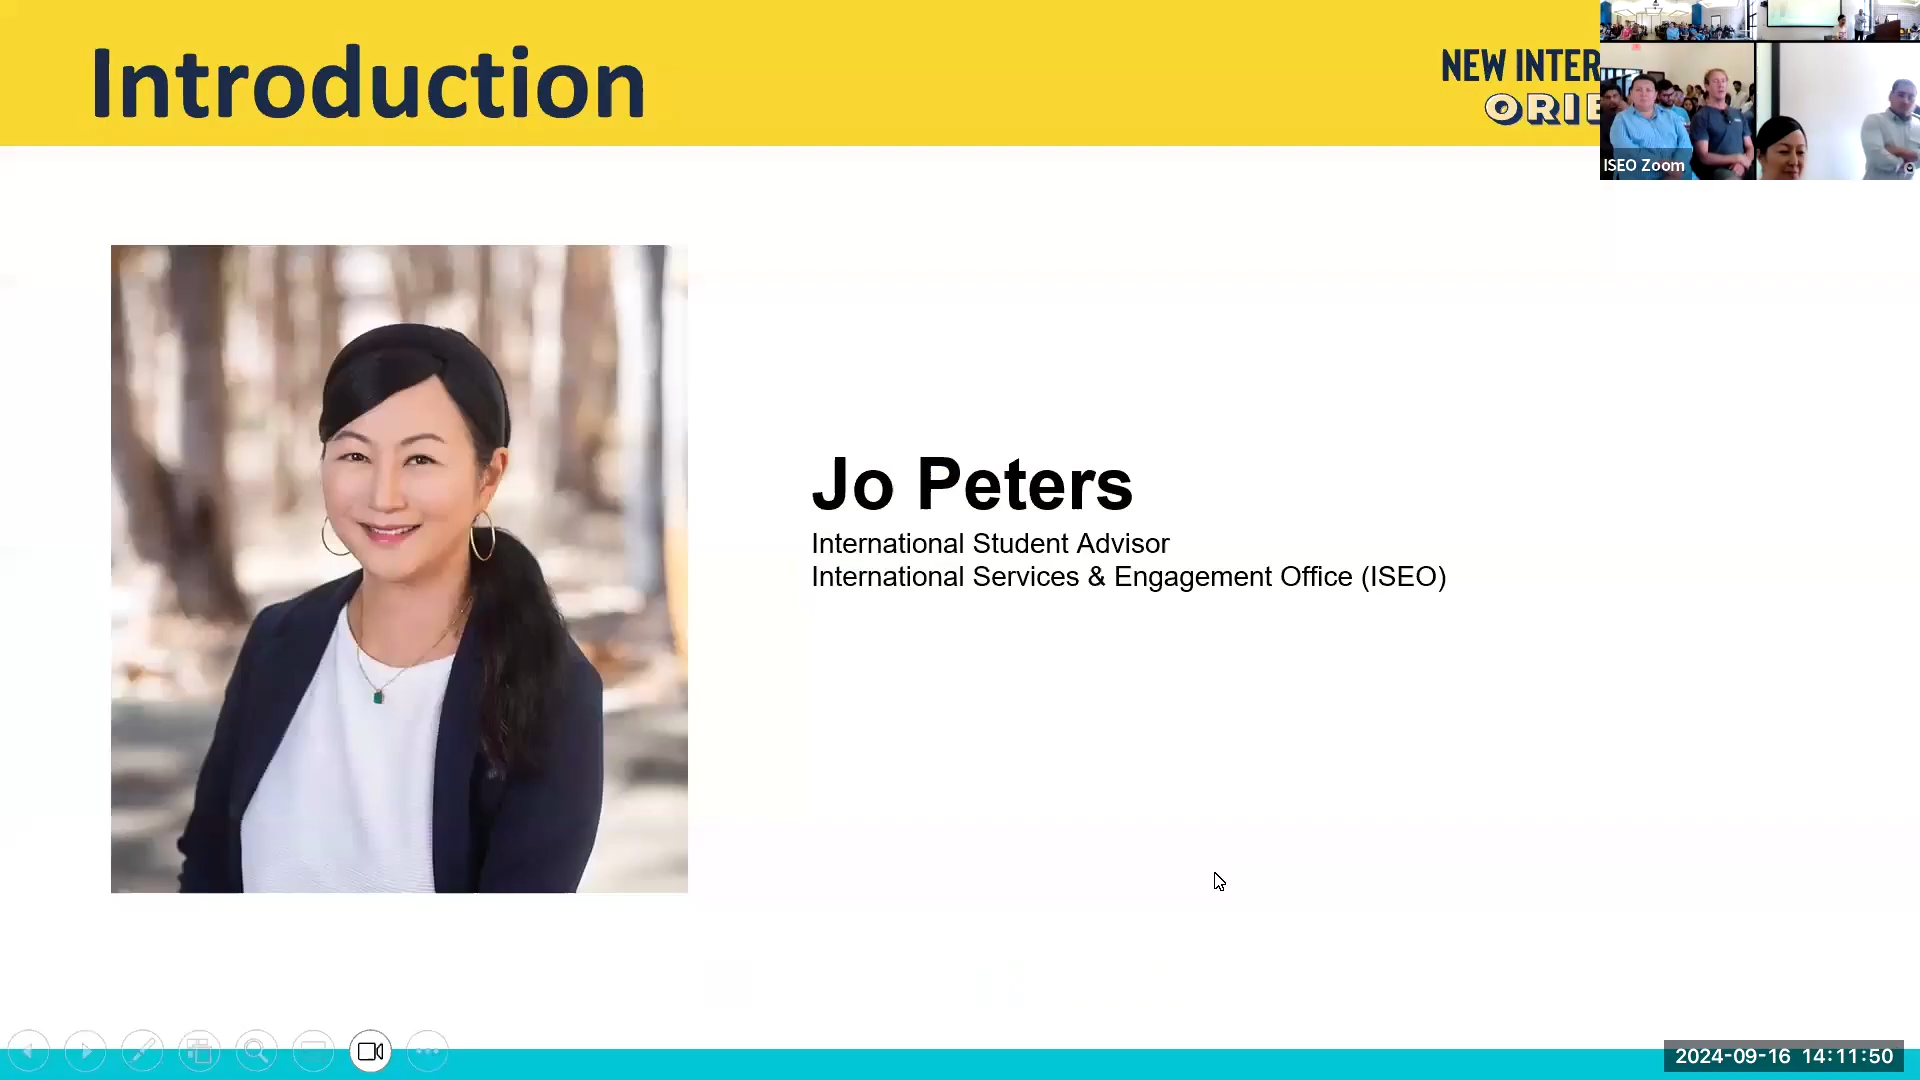 Introduction
NEW INTER
ORIE
ISEO Zoom
Jo Peters
International Student Advisor
International Services & Engagement Office (ISEO)
2024-09-16 14:11:50